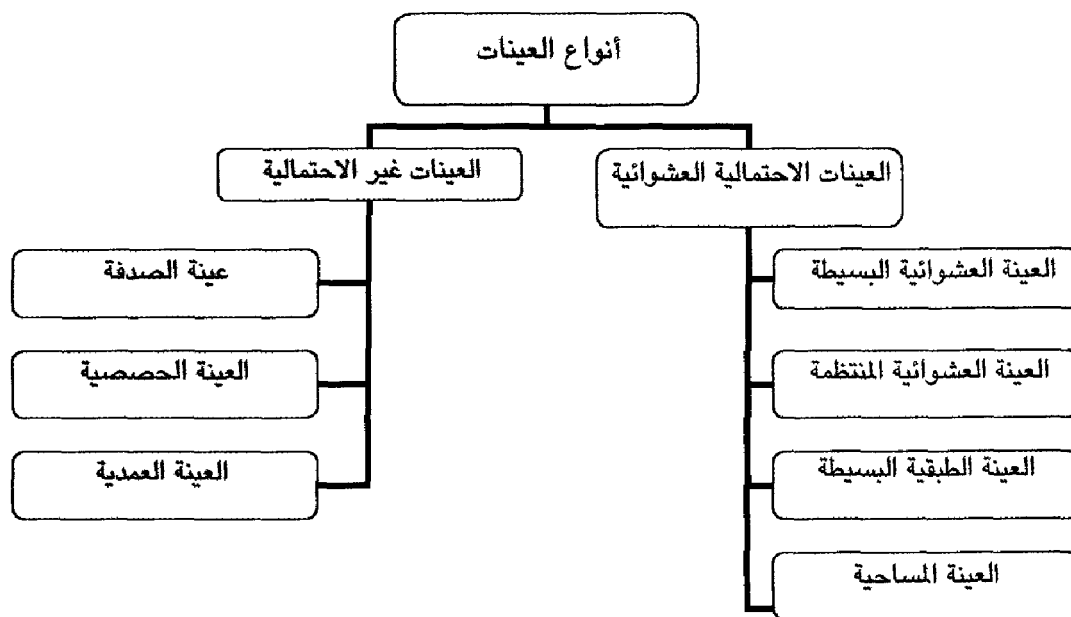 أنواع العينات
العينات الاحتمالية العشوائية
العينات غير الاحتمالية
العينة العشوائية البسيطة
عينة الصدفة
العينة العشوائية المنتظمة
العينة الحصصية
العينة الطبقية البسيطة
العينة العمدية
العينة المساحية